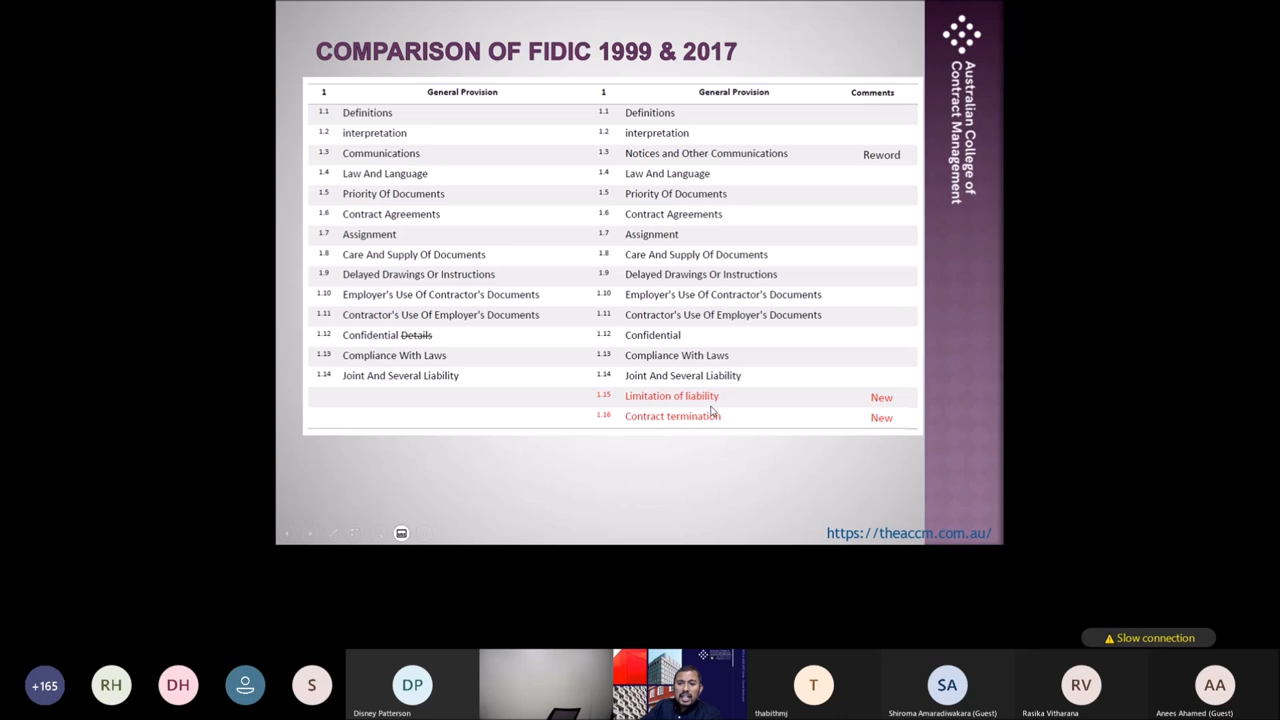 COMPARISON OF FIDIC 1999 & 2017
1 General Provision 1 General Provision Comments
1.1 Definitions 1.1 Definitions
1.2 interpretation 1.2 interpretation
1.3 Communications 1.3 Notices and Other Communications Reword
1.4 Law And Language 1.4 Law And Language
1.5 Priority Of Documents 1.5 Priority Of Documents
1.6 Contract Agreements 1.6 Contract Agreements
1.7 Assignment 1.7 Assignment
1.8 Care And Supply Of Documents 1.8 Care And Supply Of Documents
1.9 Delayed Drawings Or Instructions 1.9 Delayed Drawings Or Instructions
1.10 Employer's Use Of Contractor's Documents 1.10 Employer's Use Of Contractor's Documents
1.11 Contractor's Use Of Employer's Documents 1.11 Contractor's Use Of Employer's Documents
1.12 Confidential Details 1.12 Confidential
1.13 Compliance With Laws 1.13 Compliance With Laws
1.14 Joint And Several Liability 1.14 Joint And Several Liability
1.15 Limitation of liability New
1.16 Contract termination New
Australian College of
Contract Management
https://theaccm.com.au/
Slow connection
+165 RH DH S DP T SA RV AA
Disney Patterson thabithmj Shiroma Amaradiwakara (Guest) Rasika Vitharana Anees Ahamed (Guest)